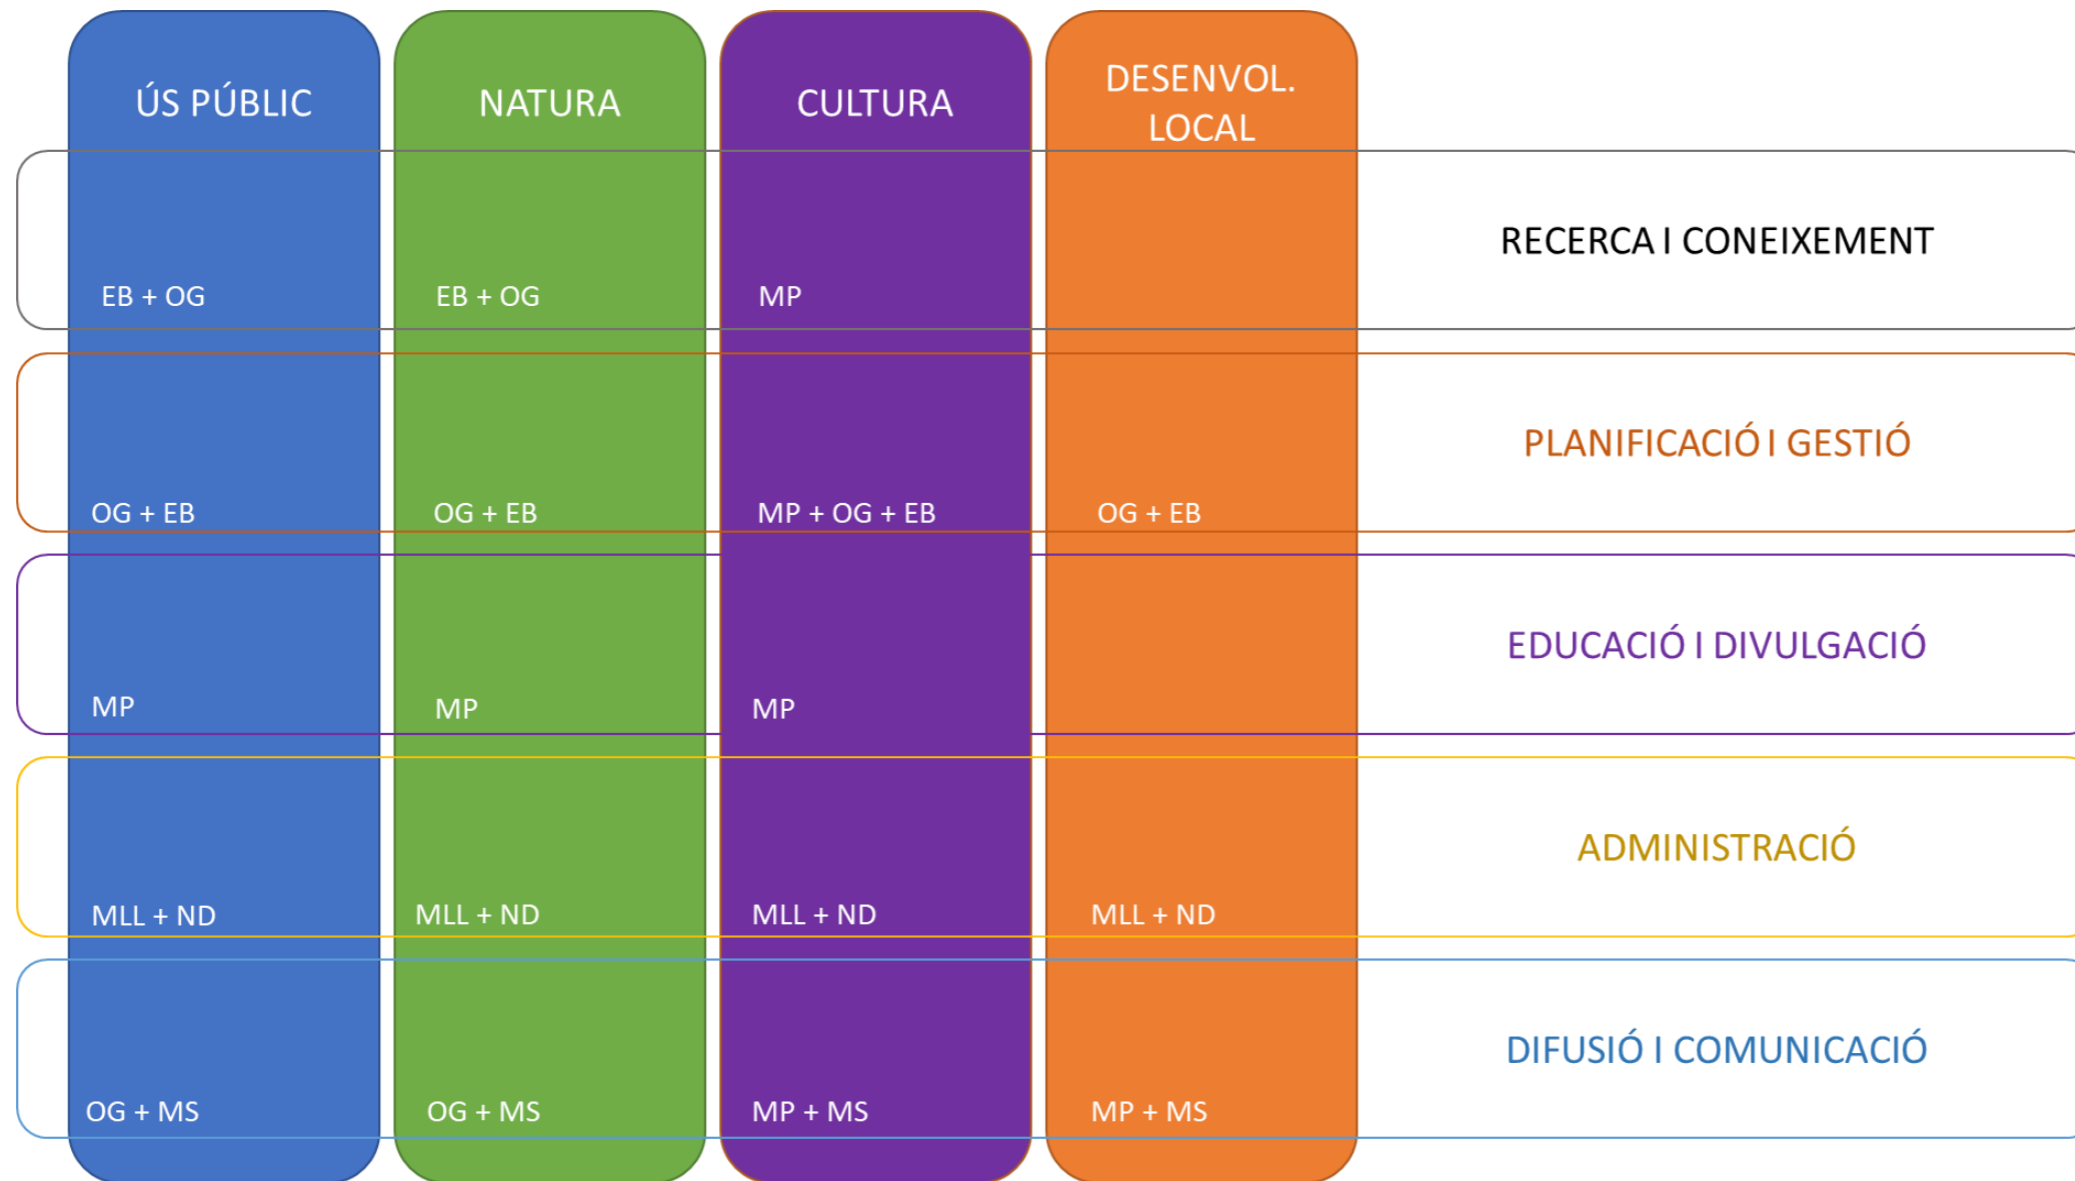 ÚS PÚBLIC
NATURA
CULTURA
DESENVOL.
LOCAL
RECERCA I CONEIXEMENT
EB + OG
EB + OG
MP
PLANIFICACIÓ I GESTIÓ
OG + EB
OG + EB
MP + OG + EB
OG + EB
EDUCACIÓ I DIVULGACIÓ
MP
MP
MP
ADMINISTRACIÓ
MLL + ND
MLL + ND
MLL + ND
MLL + ND
DIFUSIÓ I COMUNICACIÓ
OG + MS
OG + MS
MP + MS
MP + MS